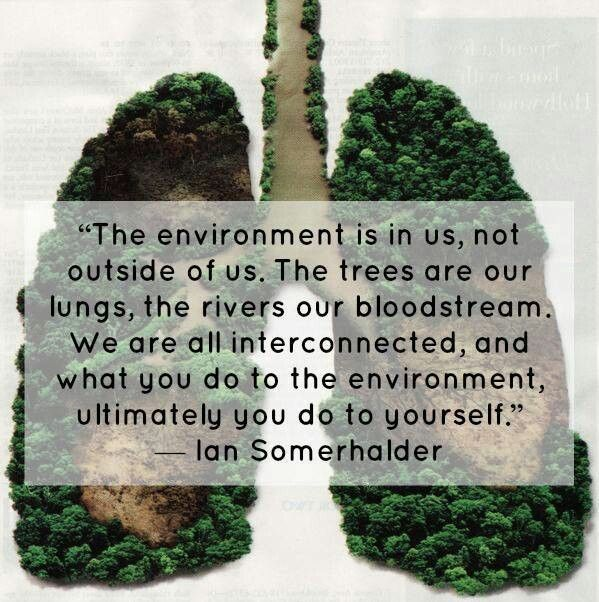 “The environment is in us, not
outside of us. The trees are our
lungs, the rivers our bloodstream.
We are all interconnected, and
what you do to the environment,
ultimately you do to yourself.”
— Ian Somerhalder